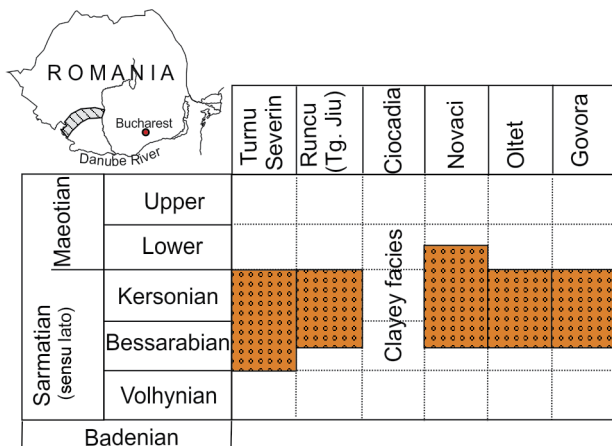 ROMANIA
Bucharest
Danube River
Turnu
Severin
Runcu
(Tg. Jiu)
Ciocadia
Novaci
Oltet
Govora
Maeotian
Upper
Lower
Sarmatian
(sensu lato)
Kersonian
Bessarabian
Volhynian
Clayey facies
Badenian